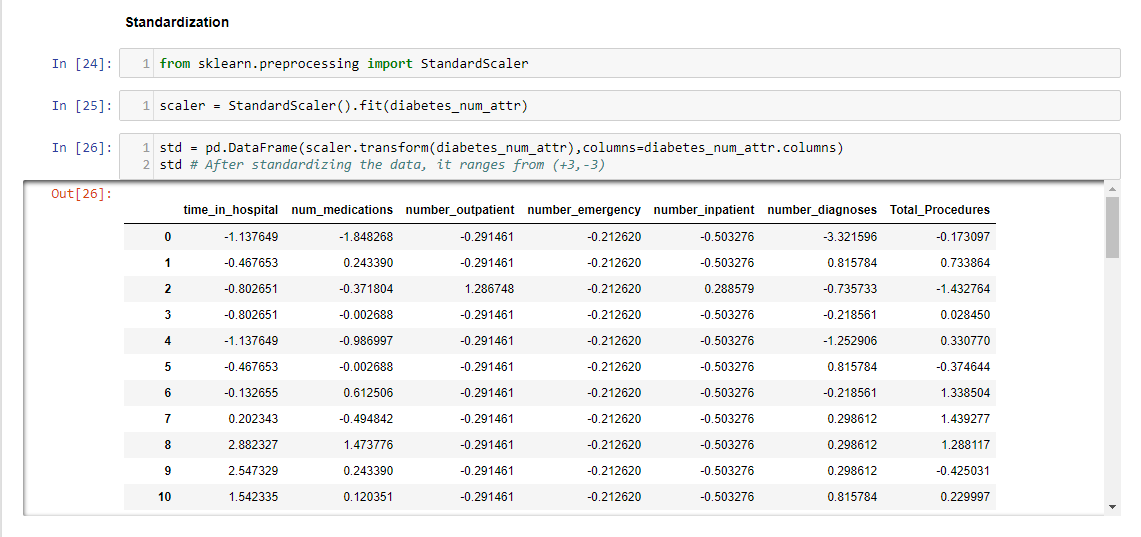 Standardization
In [24]: 1 from sklearn.preprocessing import StandardScaler
In [25]: 1 scaler = StandardScaler().fit(diabetes_num_attr)
In [26]: 1 std = pd.DataFrame(scaler.transform(diabetes_num_attr),columns=diabetes_num_attr.columns)
2 std # After standardizing the data, it ranges from (+3,-3)
Out[26]:
time_in_hospital num_medications number_outpatient number_emergency number_inpatient number_diagnoses Total_Procedures
0 -1.137649 -1.848268 -0.291461 -0.212620 -0.503276 -3.321596 -0.173097
1 -0.467653 0.243390 -0.291461 -0.212620 -0.503276 0.815784 0.733864
2 -0.802651 -0.371804 1.286748 -0.212620 0.288579 -0.735733 -1.432764
3 -0.802651 -0.002688 -0.291461 -0.212620 -0.503276 -0.218561 0.028450
4 -1.137649 -0.986997 -0.291461 -0.212620 -0.503276 -1.252906 0.330770
5 -0.467653 -0.002688 -0.291461 -0.212620 -0.503276 0.815784 -0.374644
6 -0.132655 0.612506 -0.291461 -0.212620 -0.503276 -0.218561 1.338504
7 0.202343 -0.494842 -0.291461 -0.212620 -0.503276 0.298612 1.439277
8 2.882327 1.473776 -0.291461 -0.212620 -0.503276 0.298612 1.288117
9 2.547329 0.243390 -0.291461 -0.212620 -0.503276 0.298612 -0.425031
10 1.542335 0.120351 -0.291461 -0.212620 -0.503276 0.815784 0.229997